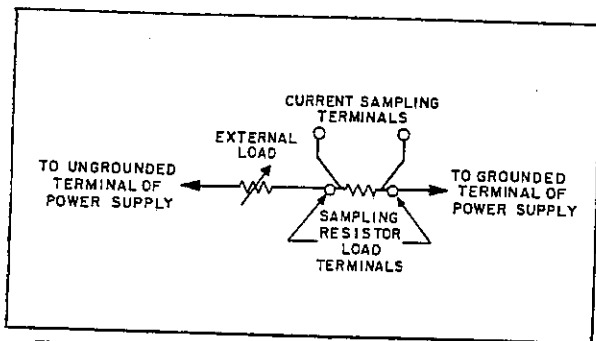 CURRENT SAMPLING
TERMINALS
EXTERNAL
LOAD
TO UNGROUNDED
TERMINAL OF
POWER SUPPLY
TO GROUNDED
TERMINAL OF
POWER SUPPLY
SAMPLING
RESISTOR
LOAD
TERMINALS